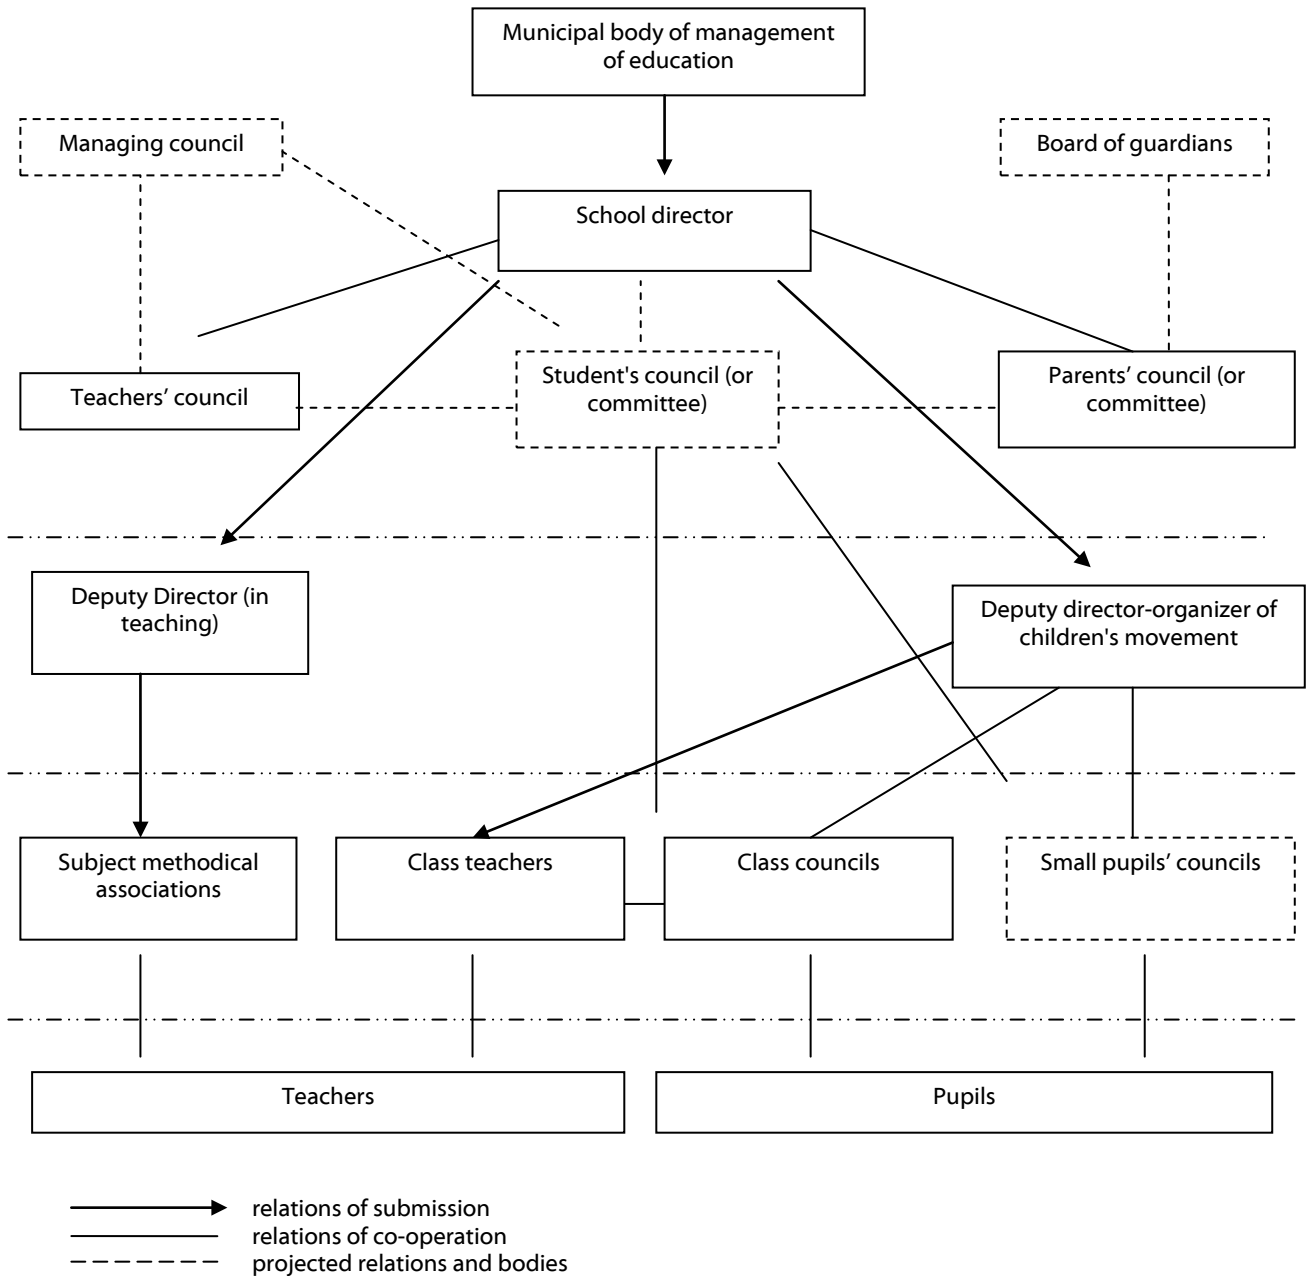 Municipal body of management
of education
Managing council
Board of guardians
School director
Teachers’ council
Student's council (or
committee)
Parents’ council (or
committee)
Deputy Director (in
teaching)
Deputy director-organizer of
children's movement
Subject methodical
associations
Class teachers
Class councils
Small pupils’ councils
Teachers
Pupils
relations of submission
relations of co-operation
projected relations and bodies